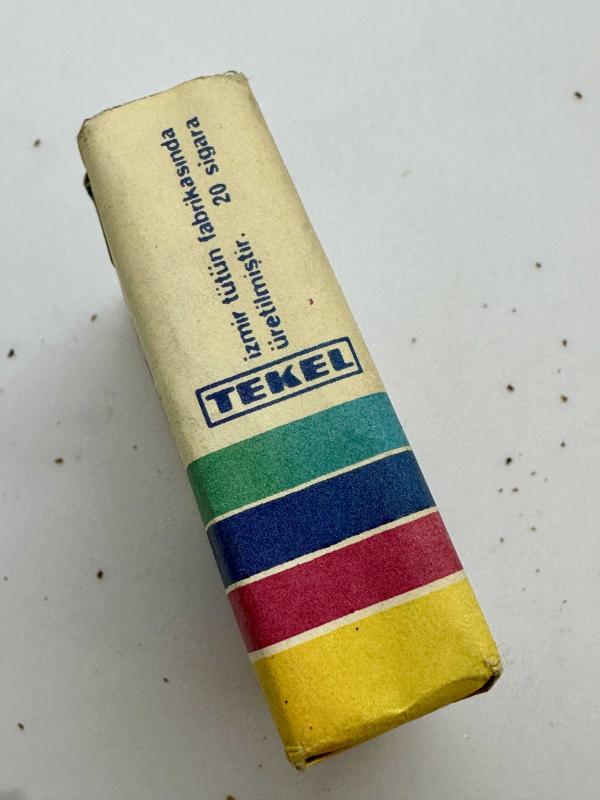 izmir tütün fabrikasında
üretilmiştir. 20 sigara
TEKEL